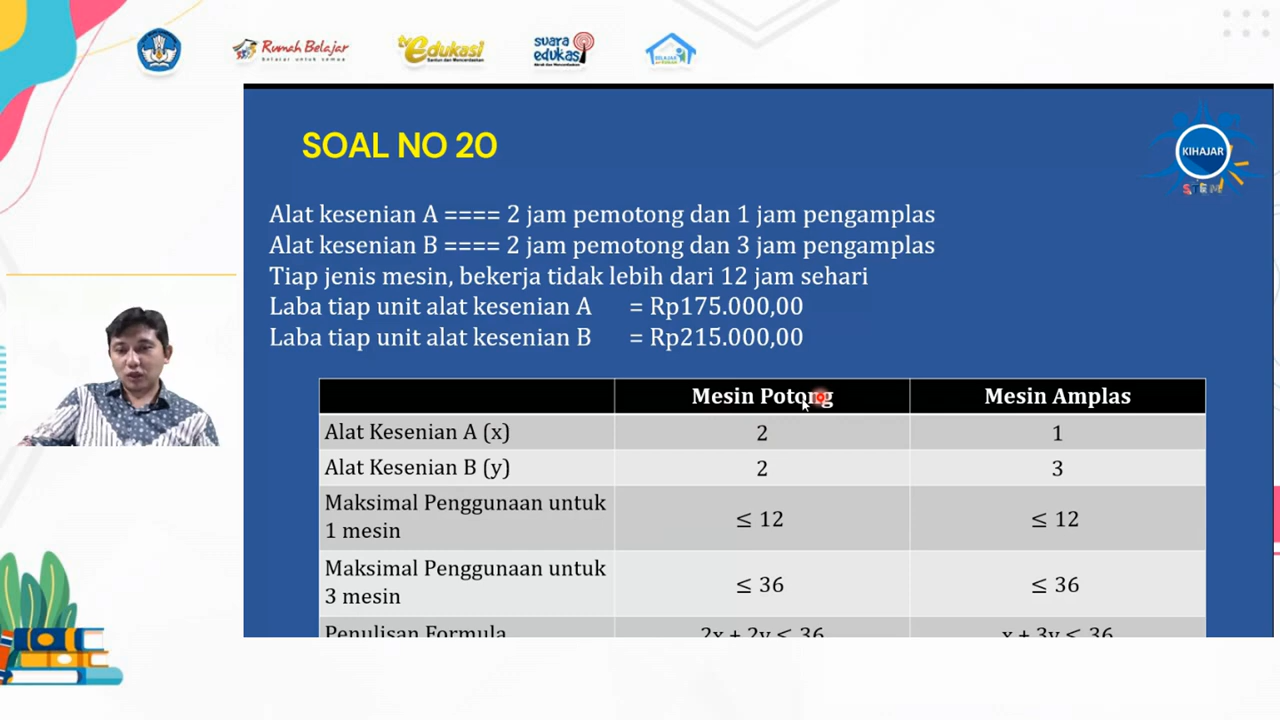 Rumah Belajar
Belajar untuk semua
tv Edukasi
Santun dan Mencerdaskan
suara
edukasi
BELAJAR
SOAL NO 20
KIHAJAR
STEM
Alat kesenian A ==== 2 jam pemotong dan 1 jam pengamplas
Alat kesenian B ==== 2 jam pemotong dan 3 jam pengamplas
Tiap jenis mesin, bekerja tidak lebih dari 12 jam sehari
Laba tiap unit alat kesenian A = Rp175.000,00
Laba tiap unit alat kesenian B = Rp215.000,00
Mesin Potong Mesin Amplas
Alat Kesenian A (x) 2 1
Alat Kesenian B (y) 2 3
Maksimal Penggunaan untuk
1 mesin ≤ 12 ≤ 12
Maksimal Penggunaan untuk
3 mesin ≤ 36 ≤ 36
Penulisan Formula 2x + 2y ≤ 36 x + 3y ≤ 36